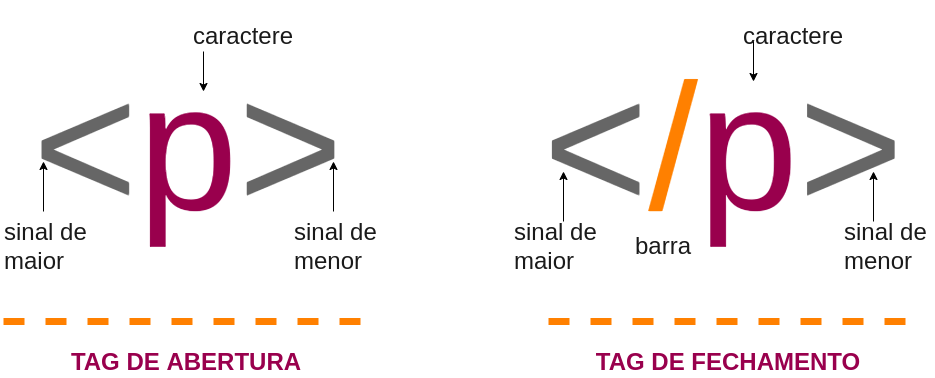 caractere
<p>
sinal de
maior
sinal de
menor
TAG DE ABERTURA
caractere
</p>
sinal de
maior
barra
sinal de
menor
TAG DE FECHAMENTO